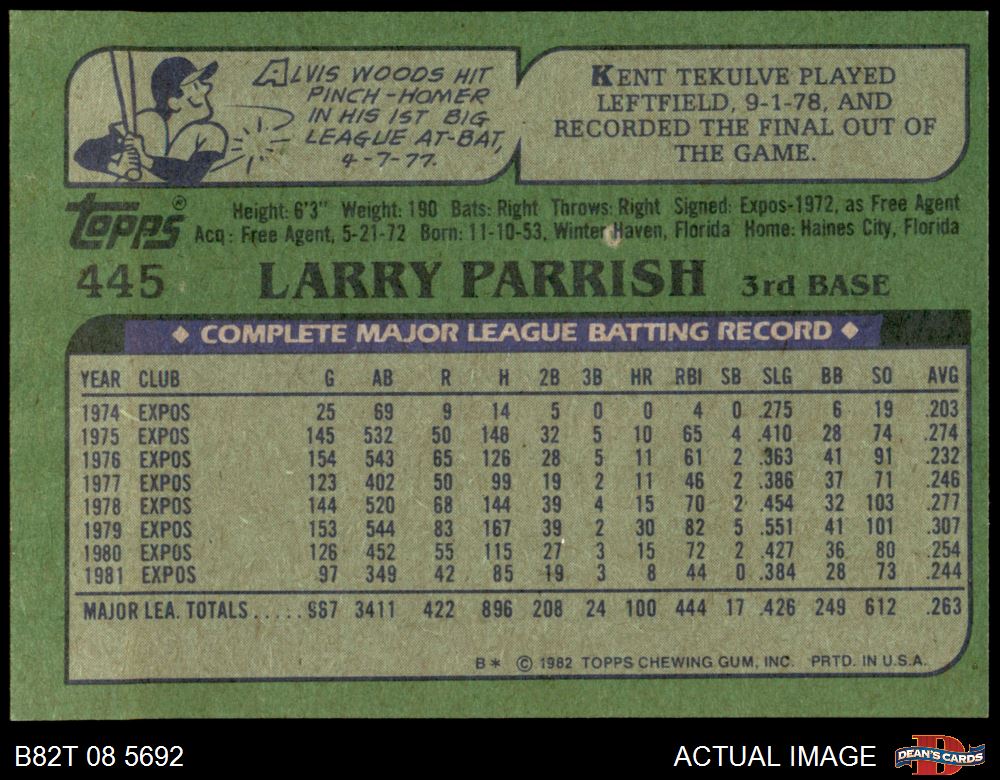 ALVIS WOODS HIT
PINCH-HOMER
IN HIS 1ST BIG
LEAGUE AT-BAT,
4-7-77.
KENT TEKULVE PLAYED
LEFTFIELD, 9-1-78, AND
RECORDED THE FINAL OUT OF
THE GAME.
Topps®
Height: 6'3" Weight: 190 Bats: Right Throws: Right Signed: Expos-1972, as Free Agent
Acq: Free Agent, 5-21-72 Born: 11-10-53, Winter Haven, Florida Home: Haines City, Florida
445 LARRY PARRISH 3rd BASE
◆ COMPLETE MAJOR LEAGUE BATTING RECORD ◆
YEAR CLUB G AB R H 2B 3B HR RBI SB SLG BB SO AVG
1974 EXPOS 25 69 9 14 5 0 0 4 0 .275 6 19 .203
1975 EXPOS 145 532 50 146 32 5 10 65 4 .410 28 74 .274
1976 EXPOS 154 543 65 126 28 5 11 61 2 .363 41 91 .232
1977 EXPOS 123 402 50 99 19 2 11 46 2 .386 37 71 .246
1978 EXPOS 144 520 68 144 39 4 15 70 2 .454 32 103 .277
1979 EXPOS 153 544 83 167 39 2 30 82 5 .551 41 101 .307
1980 EXPOS 126 452 55 115 27 3 15 72 2 .427 36 80 .254
1981 EXPOS 97 349 42 85 19 3 8 44 0 .384 28 73 .244
MAJOR LEA. TOTALS.....967 3411 422 896 208 24 100 444 17 .426 249 612 .263
B* © 1982 TOPPS CHEWING GUM, INC. PRTD. IN U.S.A.
B82T 08 5692
ACTUAL IMAGE
D
DEAN'S CARDS